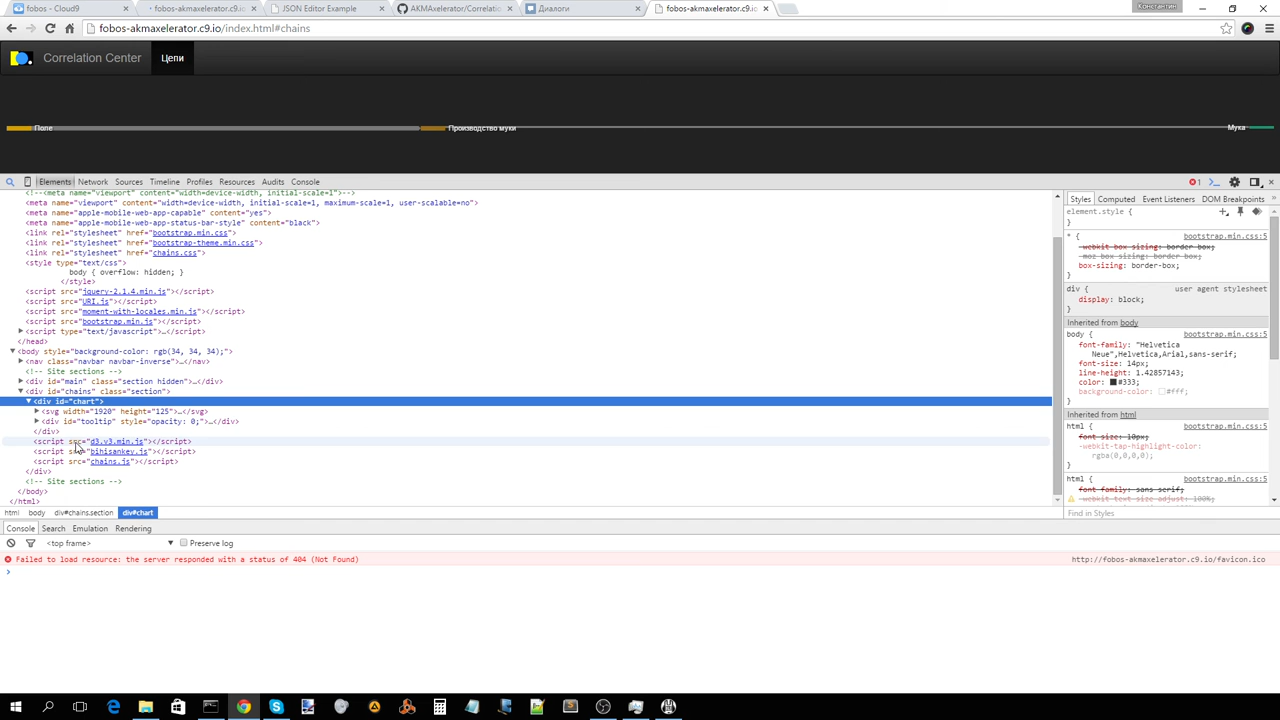 fobos - Cloud9
fobos-akmaxelerator.c9.io
JSON Editor Example
AKMAxelerator/Correlatio
Диалоги
fobos-akmaxelerator.c9.io
Константин
fobos-akmaxelerator.c9.io/index.html#chains
Correlation Center
Цепи
Поле
Производство муки
Мука
Elements Network Sources Timeline Profiles Resources Audits Console
1
<!--<meta name="viewport" content="width=device-width, initial-scale=1">-->
<meta name="viewport" content="width=device-width, initial-scale=1, maximum-scale=1, user-scalable=no">
<meta name="apple-mobile-web-app-capable" content="yes">
<meta name="apple-mobile-web-app-status-bar-style" content="black">
<link rel="stylesheet" href="bootstrap.min.css">
<link rel="stylesheet" href="bootstrap-theme.min.css">
<link rel="stylesheet" href="chains.css">
<style type="text/css">
body { overflow: hidden; }
</style>
<script src="jquery-2.1.4.min.js"></script>
<script src="URI.js"></script>
<script src="moment-with-locales.min.js"></script>
<script src="bootstrap.min.js"></script>
<script type="text/javascript">…</script>
</head>
<body style="background-color: rgb(34, 34, 34);">
<nav class="navbar navbar-inverse">…</nav>
<!-- Site sections -->
<div id="main" class="section hidden">…</div>
<div id="chains" class="section">
<div id="chart">
<svg width="1920" height="125">…</svg>
<div id="tooltip" style="opacity: 0;">…</div>
</div>
<script src="d3.v3.min.js"></script>
<script src="bihisankey.js"></script>
<script src="chains.js"></script>
</div>
<!-- Site sections -->
</body>
</html>
html body div#chains.section div#chart
Styles Computed Event Listeners DOM Breakpoints »
element.style {
}
* { bootstrap.min.css:5
-webkit-box-sizing: border-box;
-moz-box-sizing: border-box;
box-sizing: border-box;
}
div { user agent stylesheet
display: block;
}
Inherited from body
body { bootstrap.min.css:5
font-family: "Helvetica
Neue",Helvetica,Arial,sans-serif;
font-size: 14px;
line-height: 1.42857143;
color: #333;
background-color: #fff;
}
Inherited from html
html { bootstrap.min.css:5
font-size: 10px;
-webkit-tap-highlight-color:
rgba(0,0,0,0);
}
html { bootstrap.min.css:5
font-family: sans-serif;
-webkit-text-size-adjust: 100%;
Find in Styles
Console Search Emulation Rendering
<top frame> Preserve log
Failed to load resource: the server responded with a status of 404 (Not Found) http://fobos-akmaxelerator.c9.io/favicon.ico